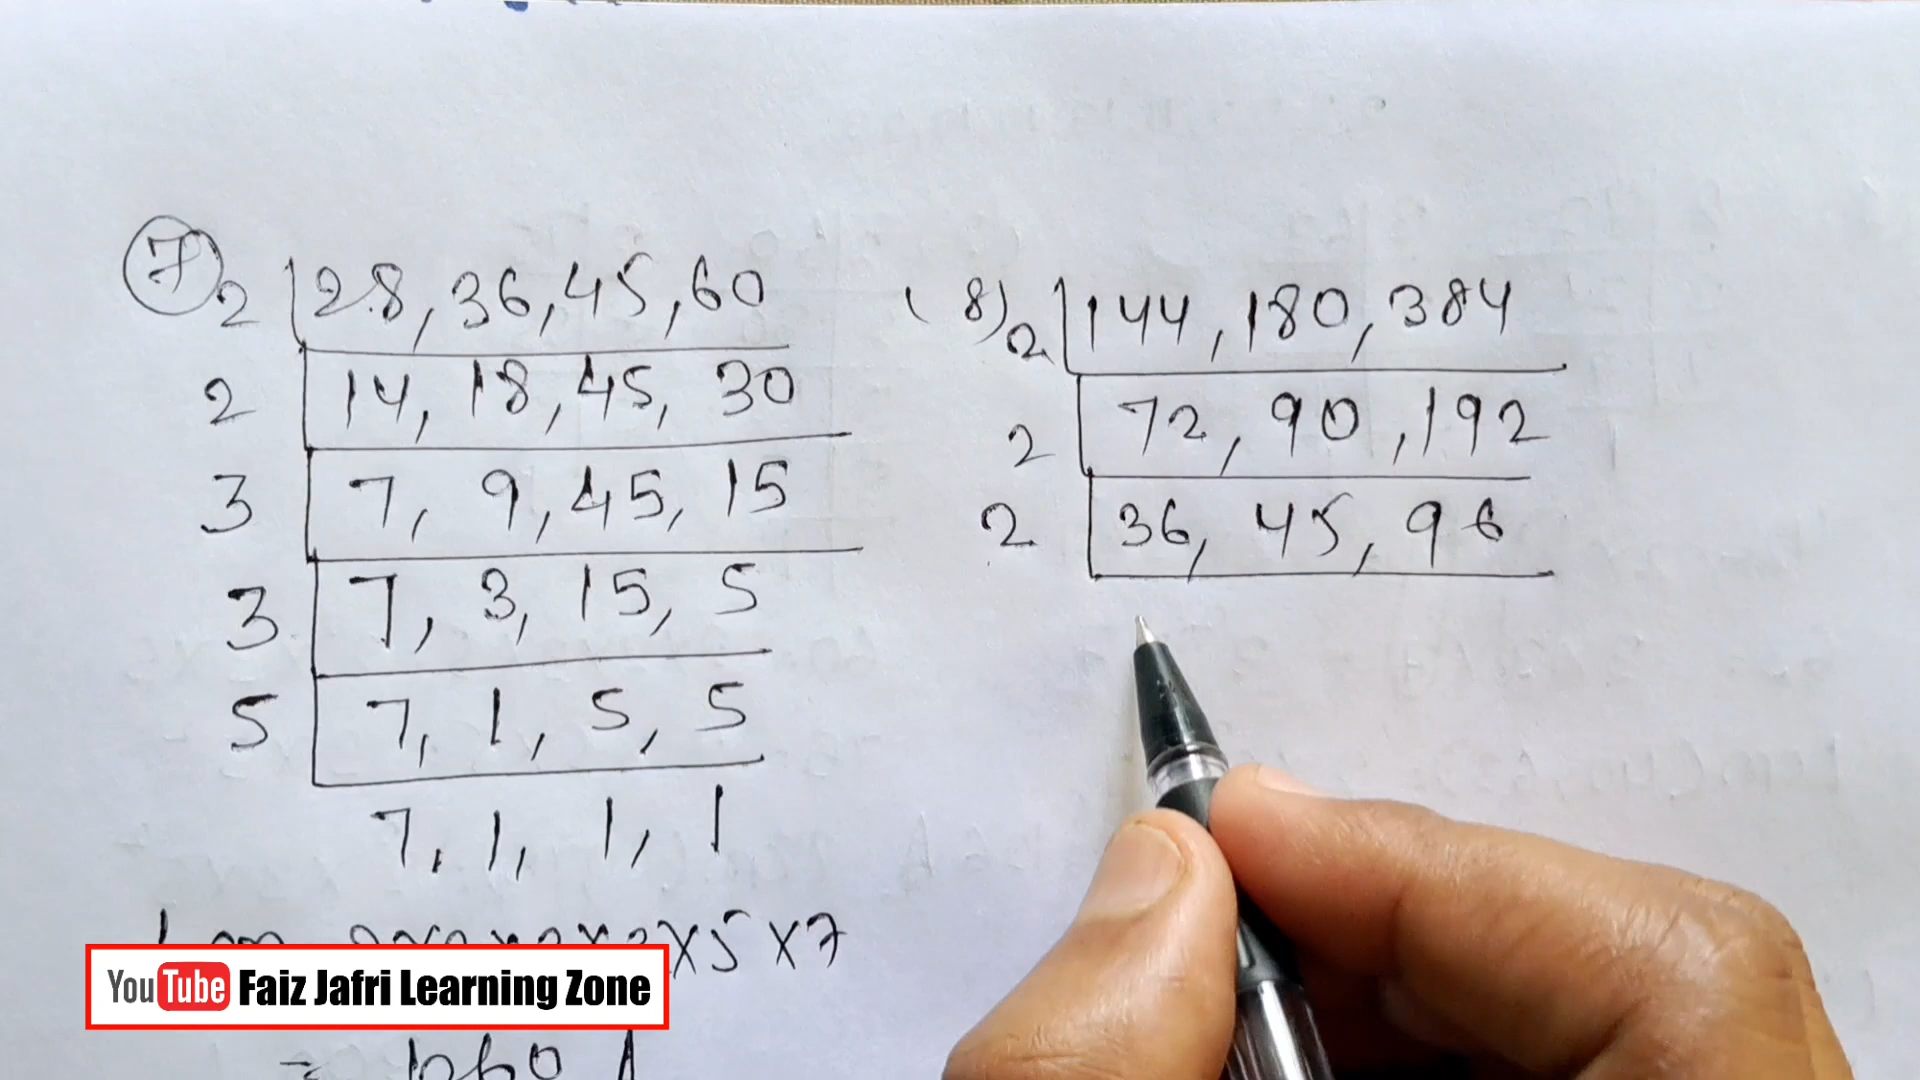 7
2 28, 36, 45, 60
2 14, 18, 45, 30
3 7, 9, 45, 15
3 7, 3, 15, 5
5 7, 1, 5, 5
7, 1, 1, 1
X5X7
(8)
2 144, 180, 384
2 72, 90, 192
2 36, 45, 96
YouTube Faiz Jafri Learning Zone